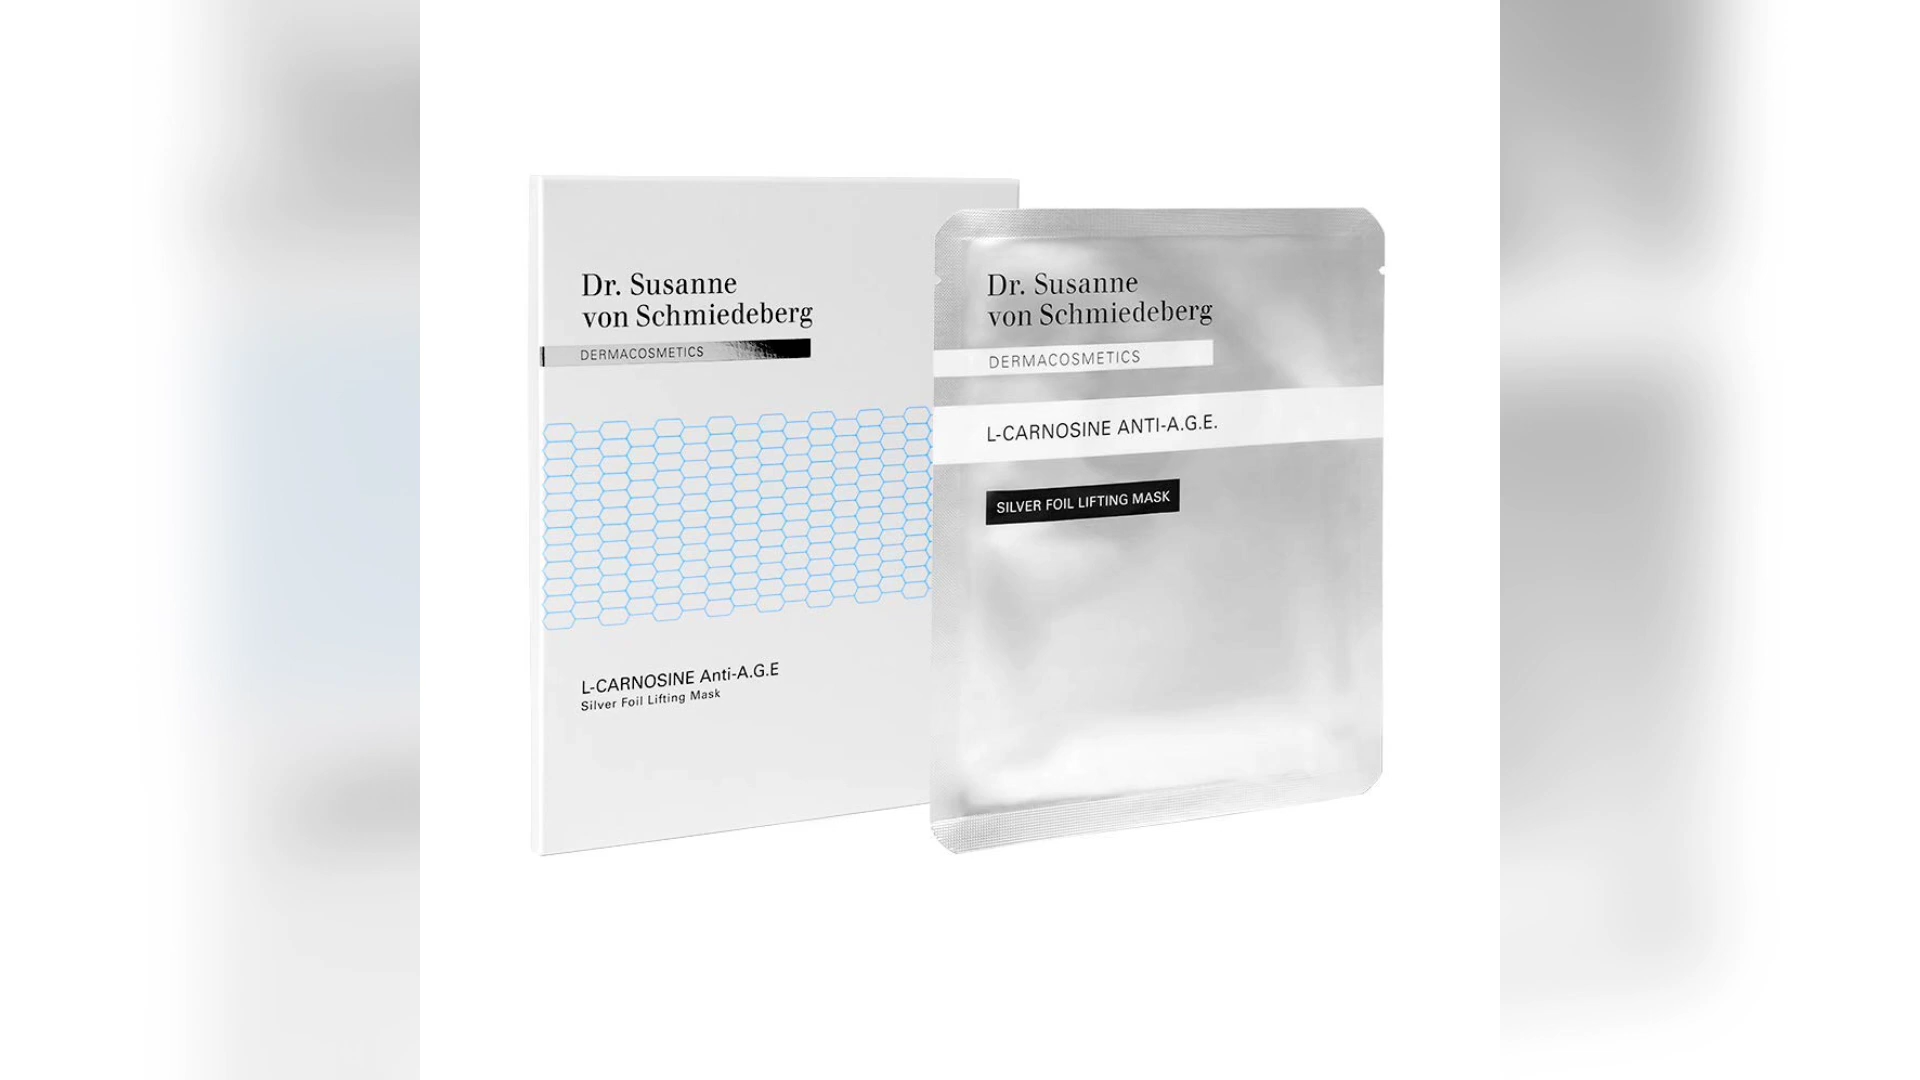 Dr. Susanne
von Schmiedeberg
DERMACOSMETICS
L-CARNOSINE Anti-A.G.E
Silver Foil Lifting Mask
Dr. Susanne
von Schmiedeberg
DERMACOSMETICS
L-CARNOSINE ANTI-A.G.E.
SILVER FOIL LIFTING MASK